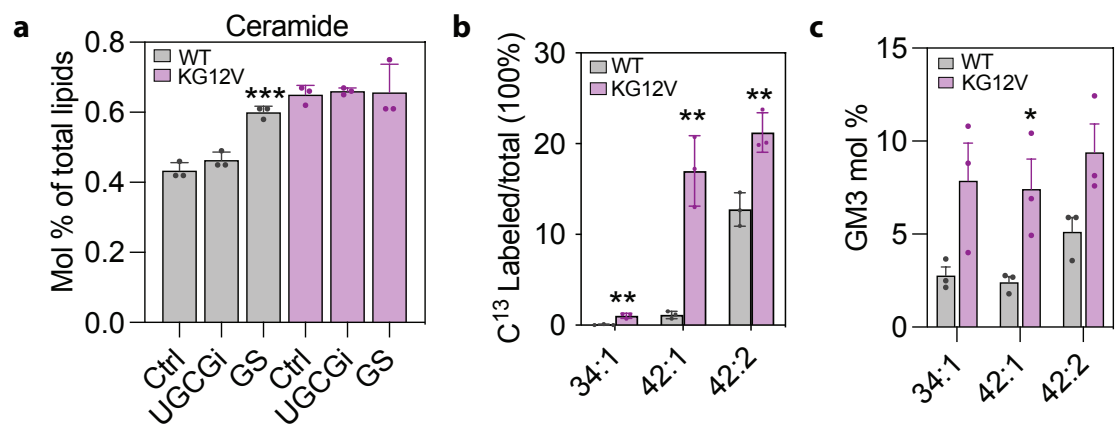 a
Ceramide
Mol % of total lipids
0.8
0.6
0.4
0.2
0.0
WT
KG12V
***
Ctrl
UGCGi
GS
Ctrl
UGCGi
GS
b
C¹³ Labeled/total (100%)
30
20
10
0
WT
KG12V
**
**
**
34:1
42:1
42:2
c
GM3 mol %
15
10
5
0
WT
KG12V
*
34:1
42:1
42:2